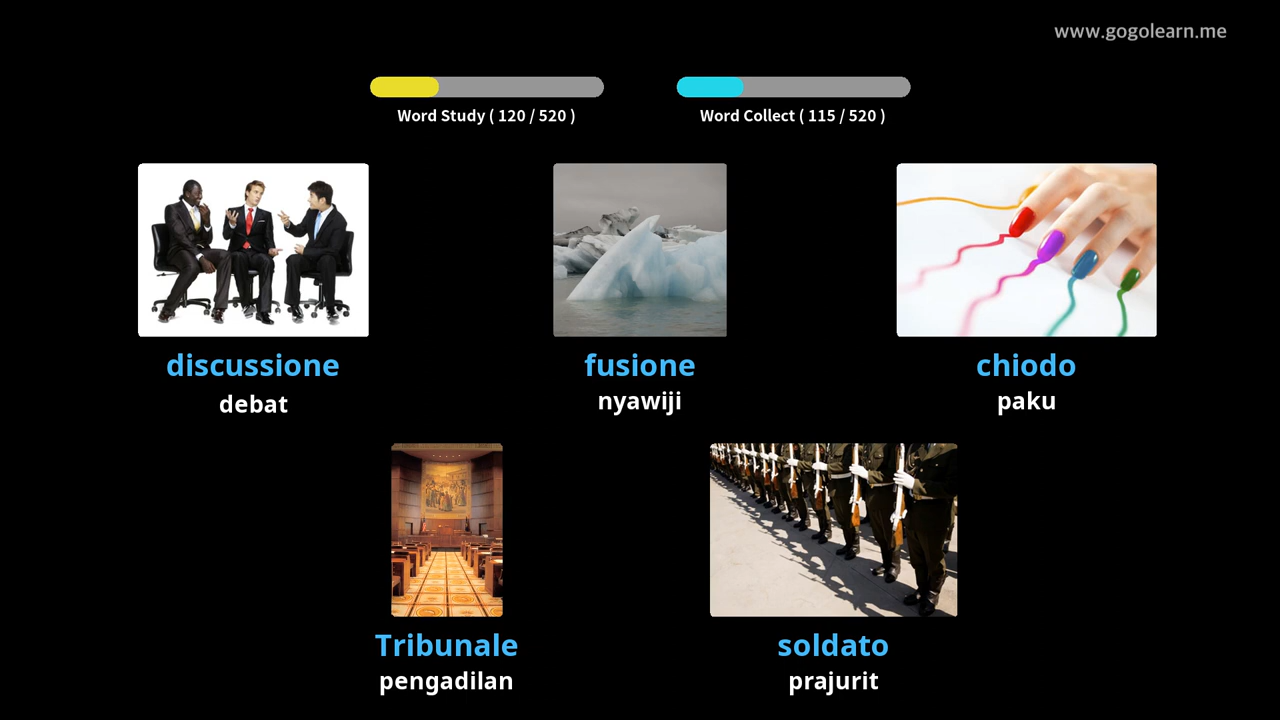 www.gogolearn.me
Word Study ( 120 / 520 )
Word Collect ( 115 / 520 )
discussione
debat
fusione
nyawiji
chiodo
paku
Tribunale
pengadilan
soldato
prajurit